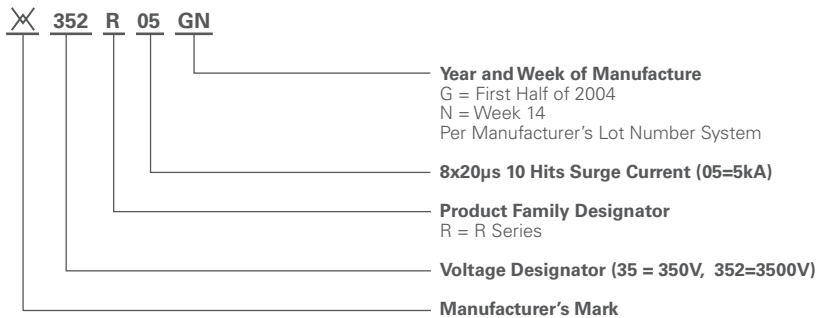 352 R 05 GN
Year and Week of Manufacture
G = First Half of 2004
N = Week 14
Per Manufacturer's Lot Number System
8x20µs 10 Hits Surge Current (05=5kA)
Product Family Designator
R = R Series
Voltage Designator (35 = 350V, 352=3500V)
Manufacturer's Mark